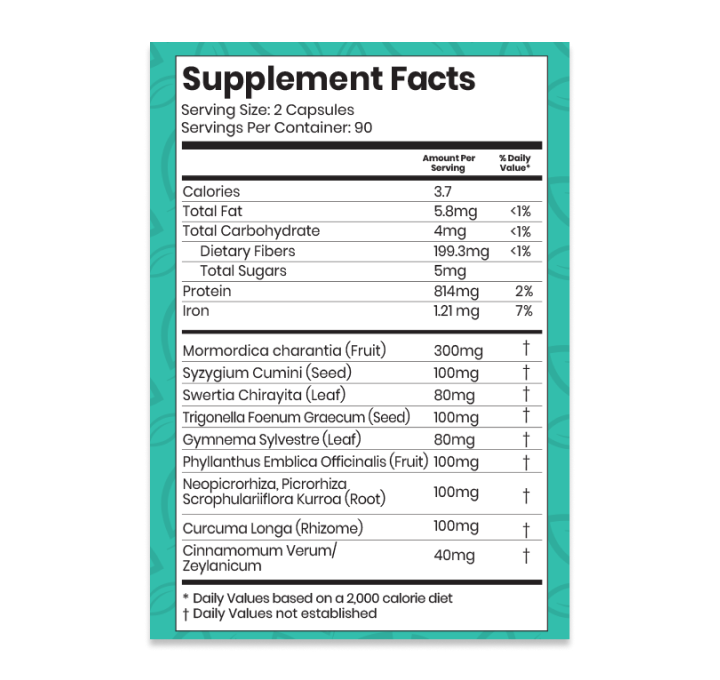 Supplement Facts
Serving Size: 2 Capsules
Servings Per Container: 90
Amount Per Serving % Daily Value*
Calories 3.7
Total Fat 5.8mg <1%
Total Carbohydrate 4mg <1%
Dietary Fibers 199.3mg <1%
Total Sugars 5mg
Protein 814mg 2%
Iron 1.21 mg 7%
Mormordica charantia (Fruit) 300mg †
Syzygium Cumini (Seed) 100mg †
Swertia Chirayita (Leaf) 80mg †
Trigonella Foenum Graecum (Seed) 100mg †
Gymnema Sylvestre (Leaf) 80mg †
Phyllanthus Emblica Officinalis (Fruit) 100mg †
Neopicrorhiza, Picrorhiza
Scrophulariiflora Kurroa (Root) 100mg †
Curcuma Longa (Rhizome) 100mg †
Cinnamomum Verum/
Zeylanicum 40mg †
* Daily Values based on a 2,000 calorie diet
† Daily Values not established